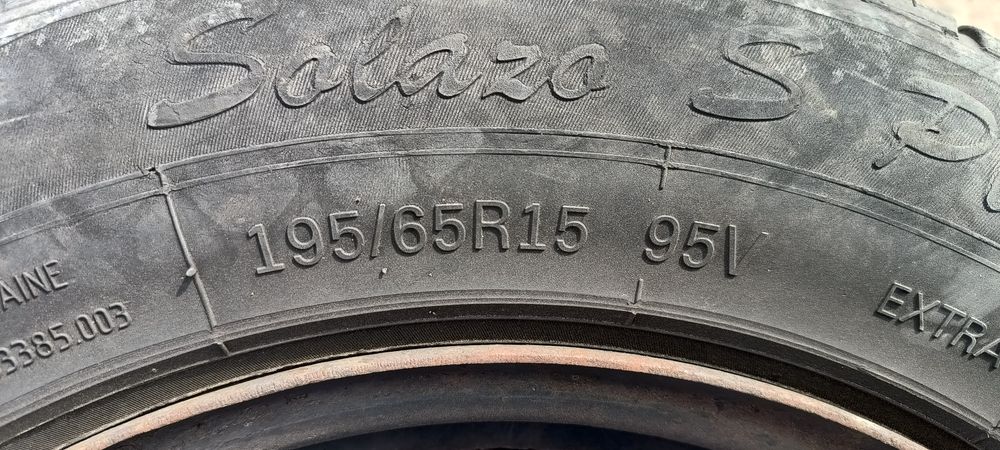 Solazo S P
195/65R15 95V
AINE
3385.003
EXTRA